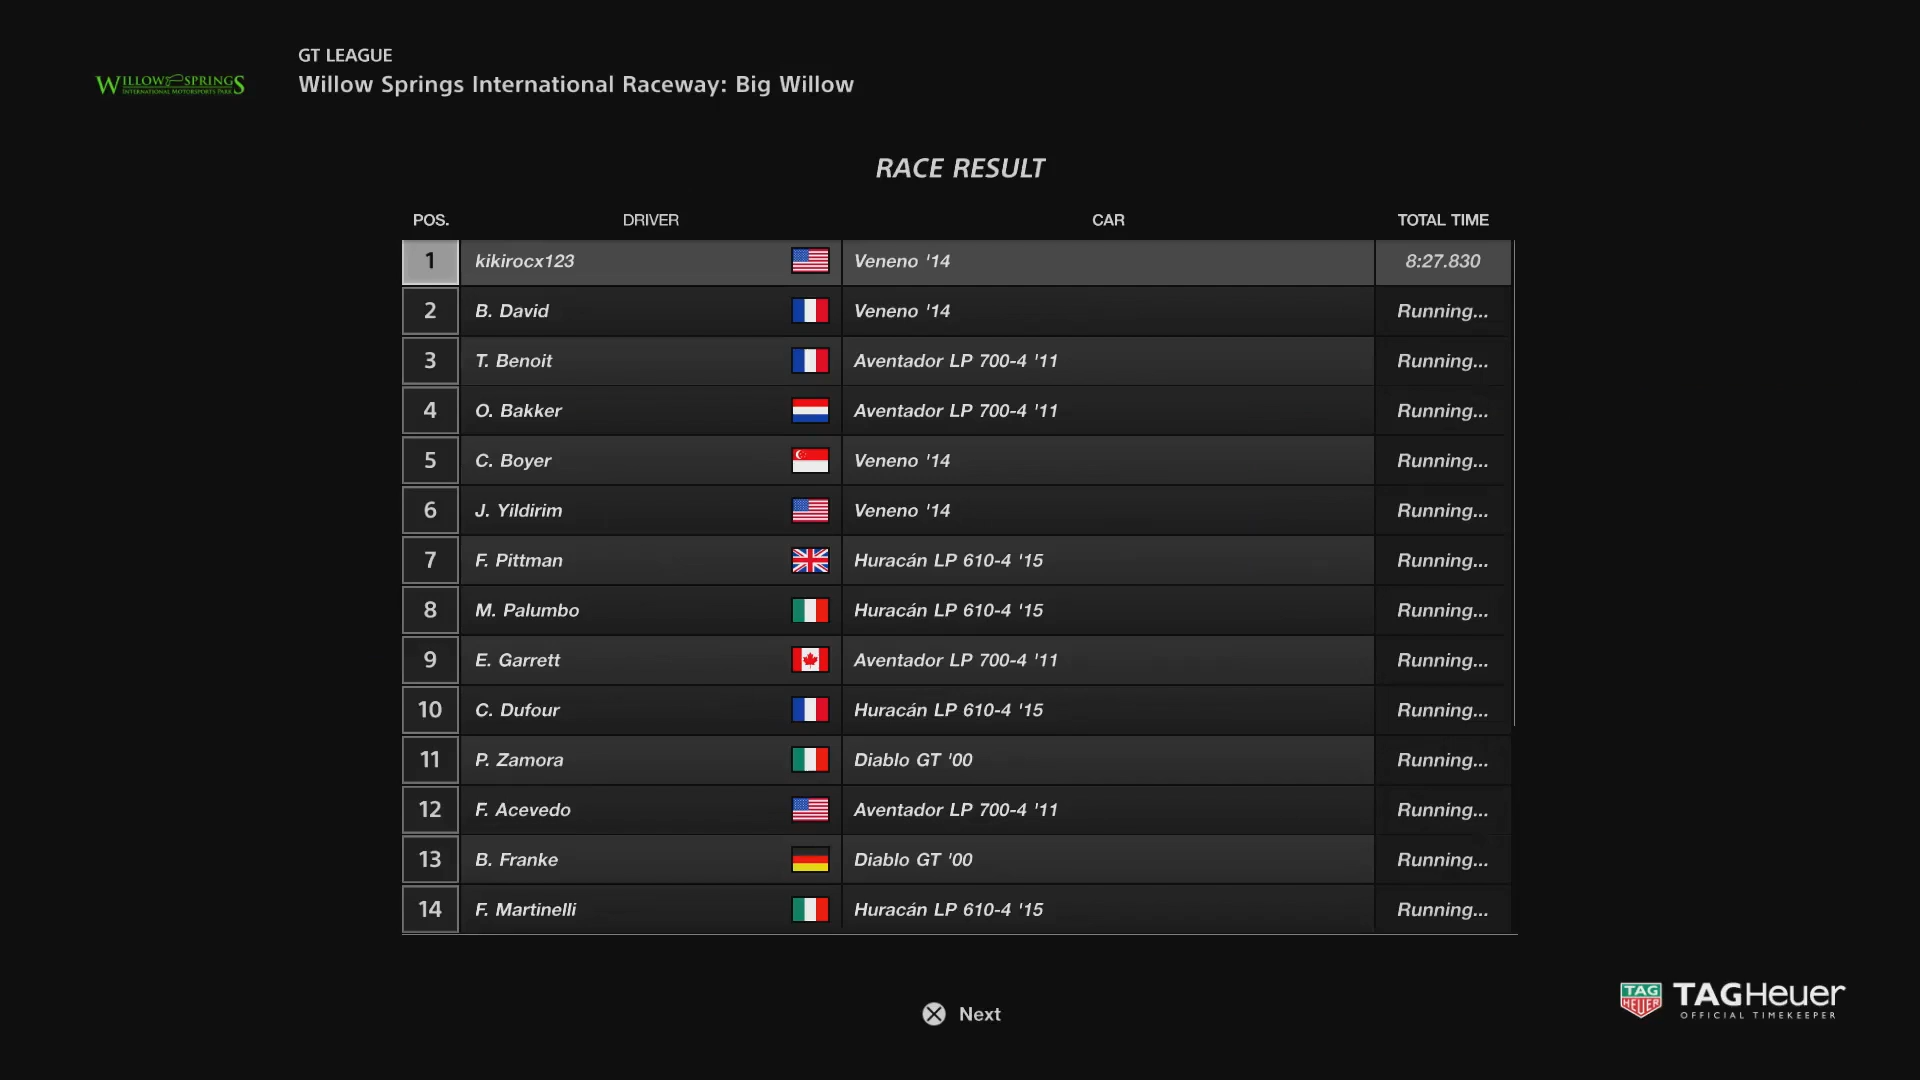 GT LEAGUE
WILLOW SPRINGS
INTERNATIONAL MOTORSPORTS PARK
Willow Springs International Raceway: Big Willow
RACE RESULT
POS. DRIVER CAR TOTAL TIME
1 kikirocx123 Veneno '14 8:27.830
2 B. David Veneno '14 Running...
3 T. Benoit Aventador LP 700-4 '11 Running...
4 O. Bakker Aventador LP 700-4 '11 Running...
5 C. Boyer Veneno '14 Running...
6 J. Yildirim Veneno '14 Running...
7 F. Pittman Huracán LP 610-4 '15 Running...
8 M. Palumbo Huracán LP 610-4 '15 Running...
9 E. Garrett Aventador LP 700-4 '11 Running...
10 C. Dufour Huracán LP 610-4 '15 Running...
11 P. Zamora Diablo GT '00 Running...
12 F. Acevedo Aventador LP 700-4 '11 Running...
13 B. Franke Diablo GT '00 Running...
14 F. Martinelli Huracán LP 610-4 '15 Running...
Next
TAG HEUER
TAGHeuer
OFFICIAL TIMEKEEPER